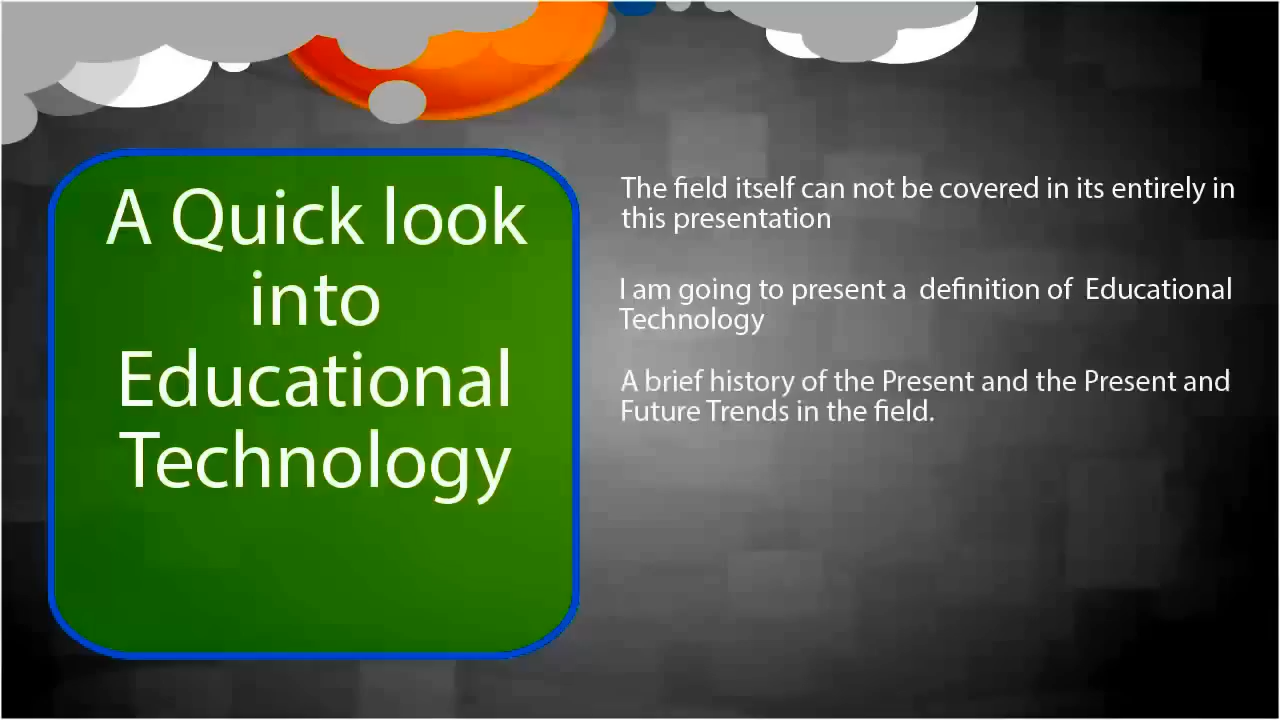 A Quick look
into
Educational
Technology
The field itself can not be covered in its entirely in
this presentation
I am going to present a  definition of  Educational
Technology
A brief history of the Present and the Present and
Future Trends in the field.